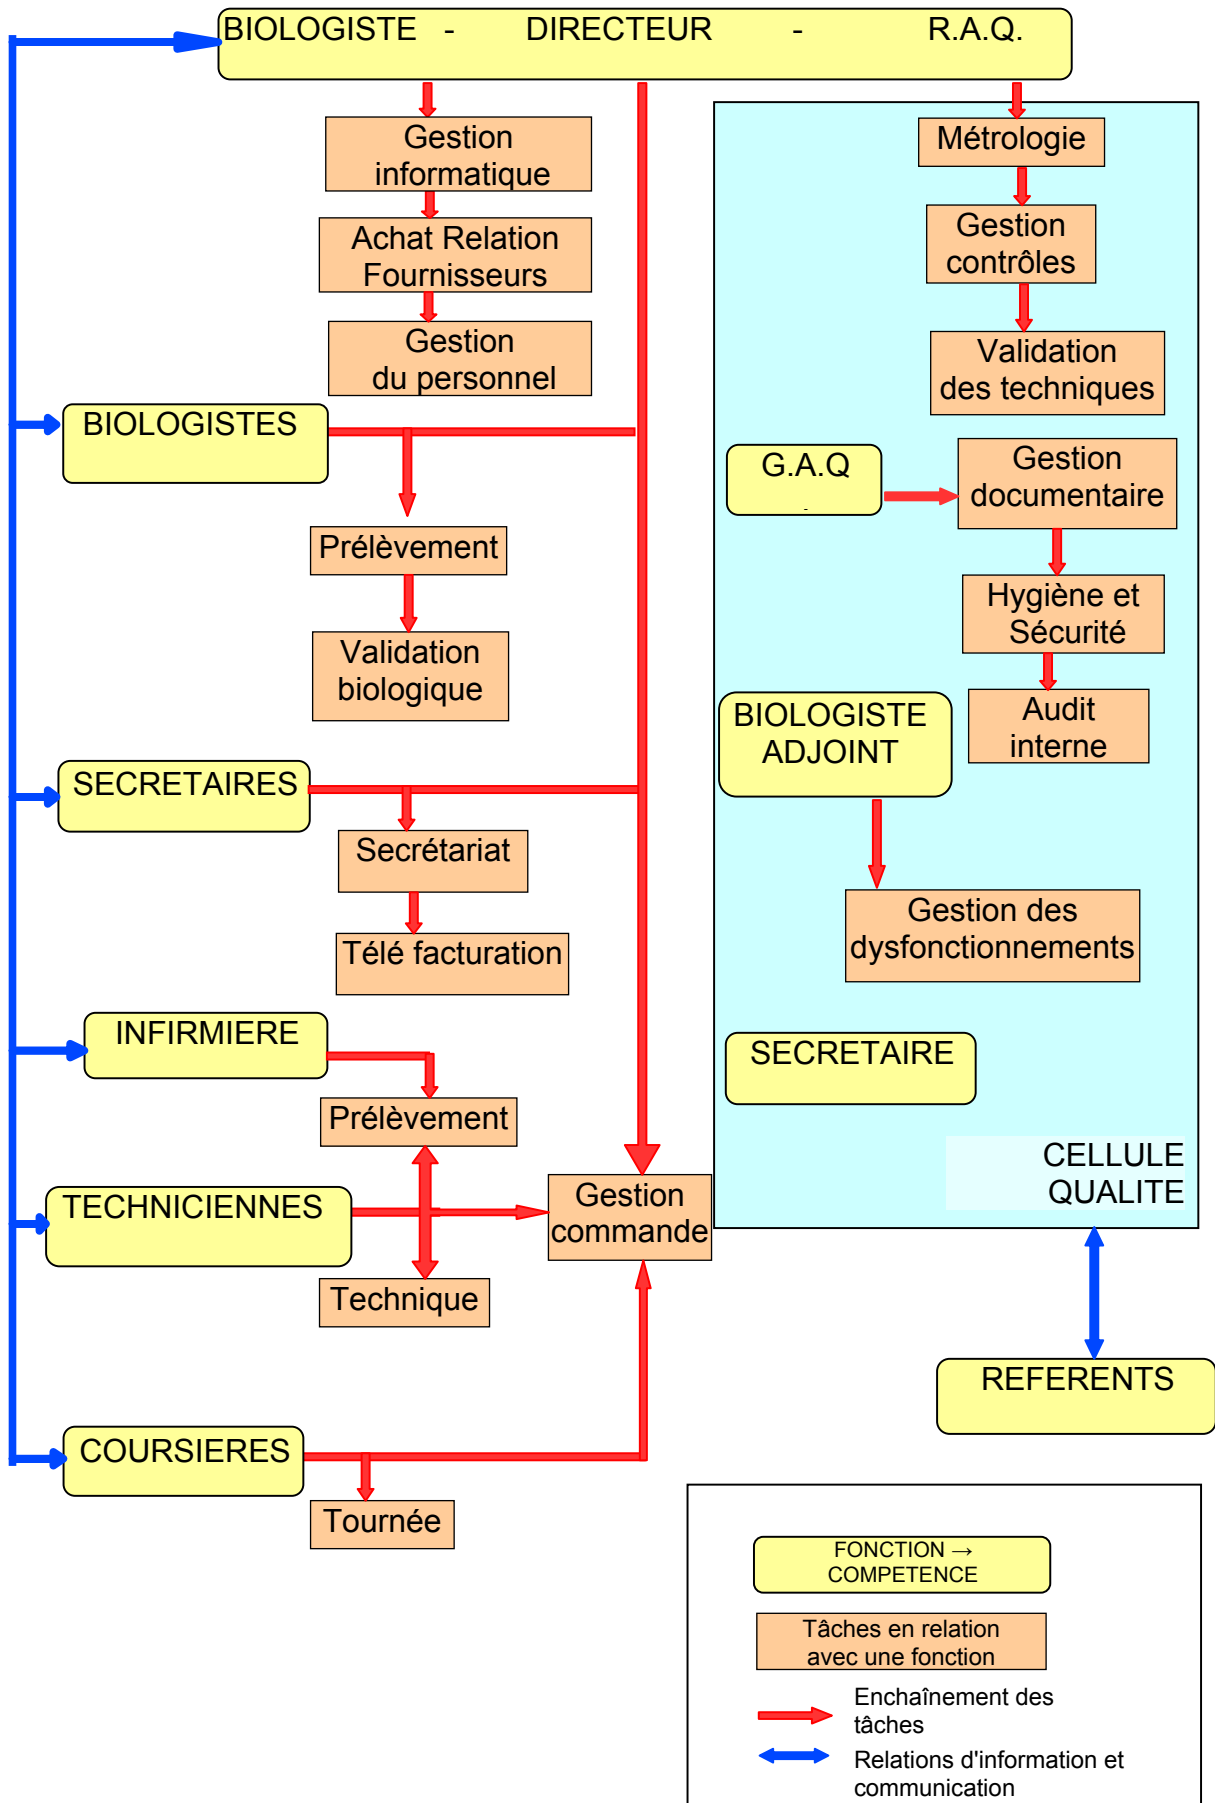 BIOLOGISTE - DIRECTEUR - R.A.Q.
Gestion
informatique
Achat Relation
Fournisseurs
Gestion
du personnel
BIOLOGISTES
Prélèvement
Validation
biologique
SECRETAIRES
Secrétariat
Télé facturation
INFIRMIERE
Prélèvement
TECHNICIENNES
Technique
Gestion
commande
COURSIERES
Tournée
Métrologie
Gestion
contrôles
Validation
des techniques
G.A.Q
-
Gestion
documentaire
Hygiène et
Sécurité
Audit
interne
BIOLOGISTE
ADJOINT
Gestion des
dysfonctionnements
SECRETAIRE
CELLULE
QUALITE
REFERENTS
FONCTION →
COMPETENCE
Tâches en relation
avec une fonction
Enchaînement des
tâches
Relations d'information et
communication